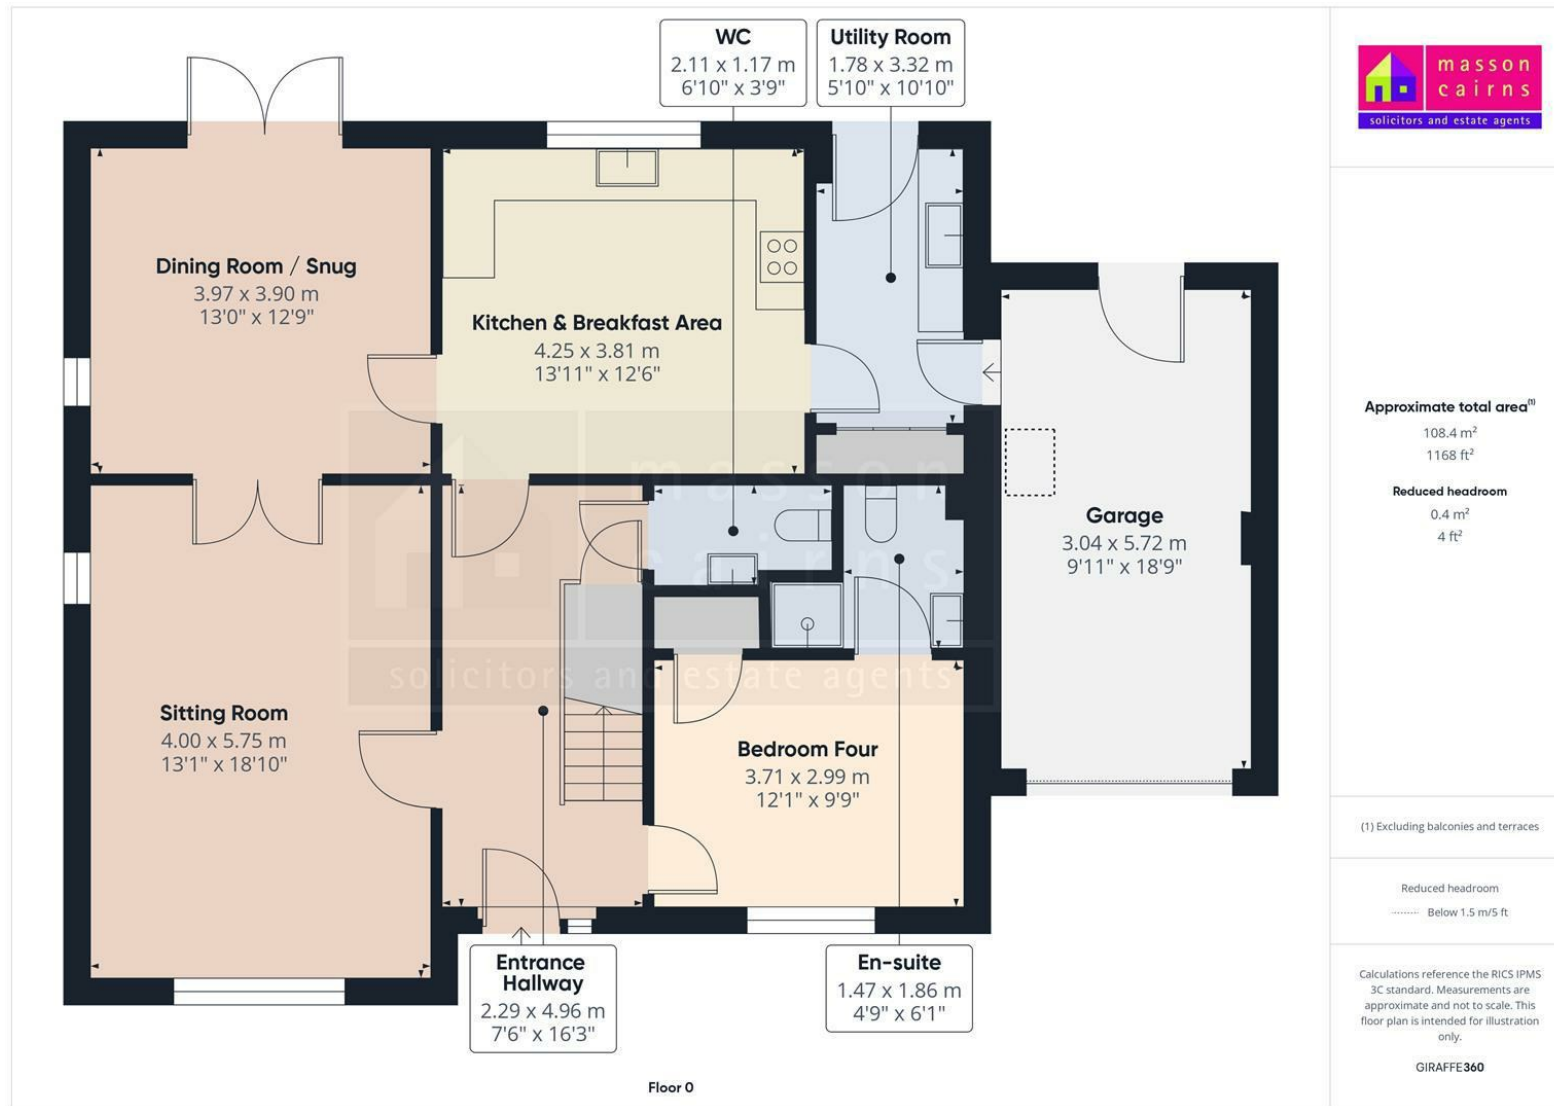 WC
2.11 x 1.17 m
6'10" x 3'9"
Utility Room
1.78 x 3.32 m
5'10" x 10'10"
masson
cairns
solicitors and estate agents
Dining Room / Snug
3.97 x 3.90 m
13'0" x 12'9"
Kitchen & Breakfast Area
4.25 x 3.81 m
13'11" x 12'6"
masson
cairns
solicitors and estate agents
Garage
3.04 x 5.72 m
9'11" x 18'9"
Sitting Room
4.00 x 5.75 m
13'1" x 18'10"
Bedroom Four
3.71 x 2.99 m
12'1" x 9'9"
Entrance
Hallway
2.29 x 4.96 m
7'6" x 16'3"
En-suite
1.47 x 1.86 m
4'9" x 6'1"
Floor 0
Approximate total area(1)
108.4 m²
1168 ft²
Reduced headroom
0.4 m²
4 ft²
(1) Excluding balconies and terraces
Reduced headroom
Below 1.5 m/5 ft
Calculations reference the RICS IPMS
3C standard. Measurements are
approximate and not to scale. This
floor plan is intended for illustration
only.
GIRAFFE360